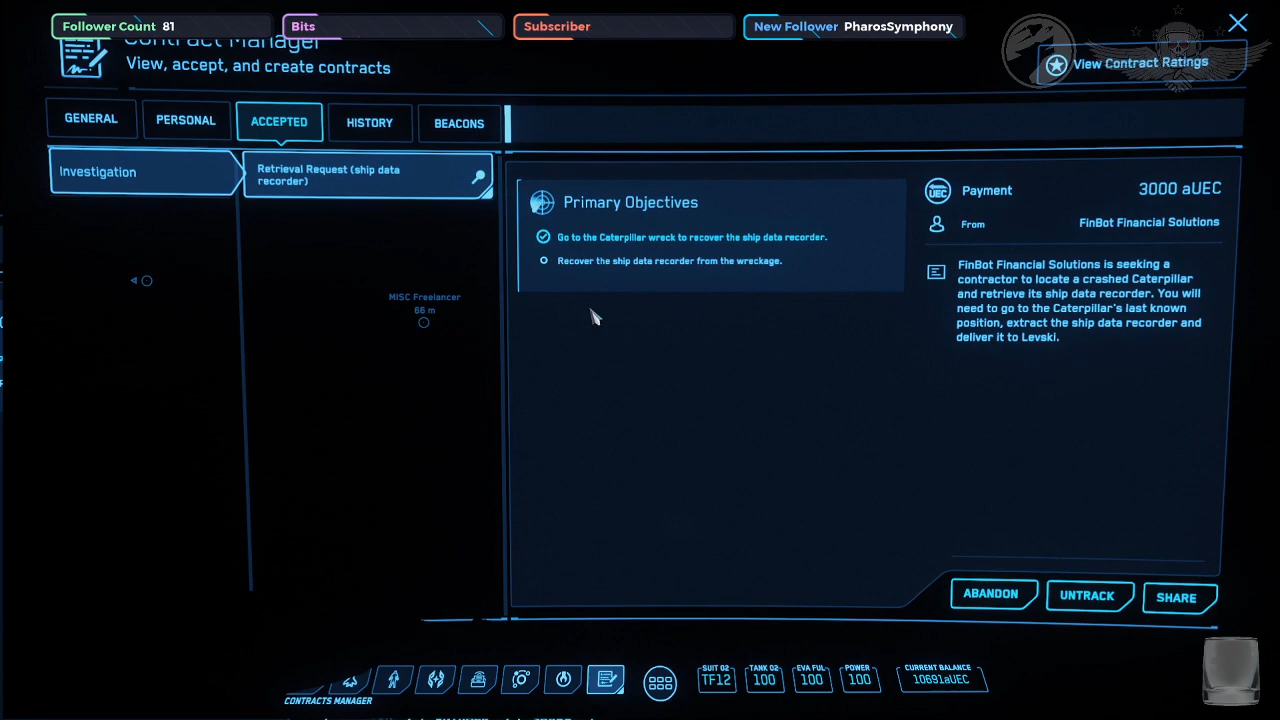 Follower Count 81
Bits
Subscriber
New Follower PharosSymphony
Contract Manager
View, accept, and create contracts
View Contract Ratings
GENERAL
PERSONAL
ACCEPTED
HISTORY
BEACONS
Investigation
Retrieval Request (ship data
recorder)
Primary Objectives
Go to the Caterpillar wreck to recover the ship data recorder.
Recover the ship data recorder from the wreckage.
Payment
3000 aUEC
UEC
From
FinBot Financial Solutions
FinBot Financial Solutions is seeking a
contractor to locate a crashed Caterpillar
and retrieve its ship data recorder. You will
need to go to the Caterpillar's last known
position, extract the ship data recorder and
deliver it to Levski.
MISC Freelancer
66 m
ABANDON
UNTRACK
SHARE
CONTRACTS MANAGER
SUIT O2
TF12
TANK O2
100
EVA FUL
100
POWER
100
CURRENT BALANCE
10691aUEC